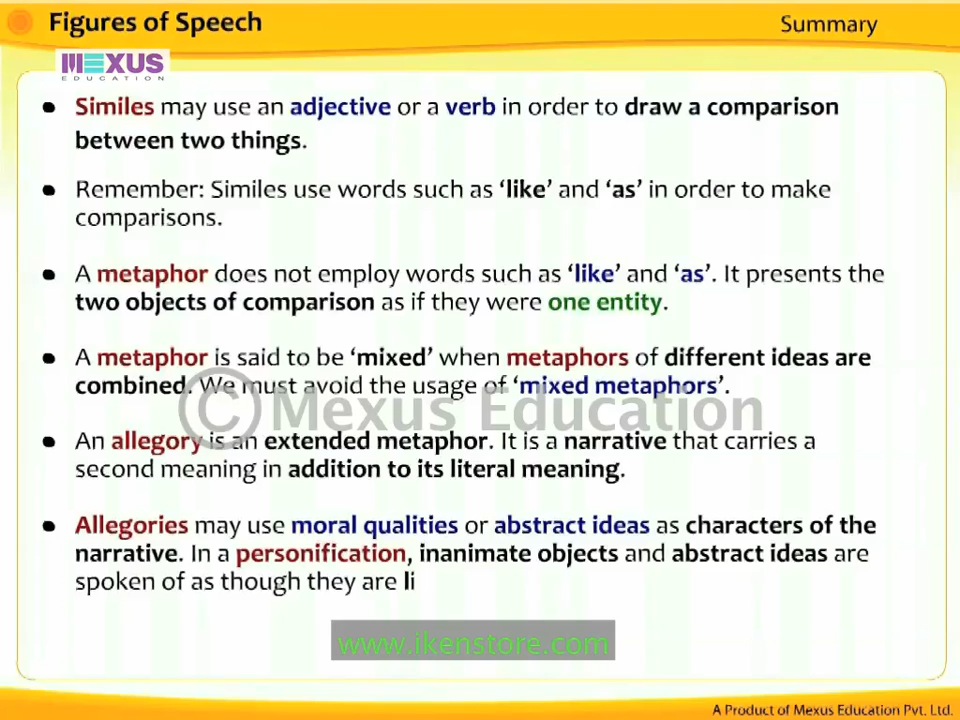 Figures of Speech
Summary
MEXUS
EDUCATION
Similes may use an adjective or a verb in order to draw a comparison
between two things.
Remember: Similes use words such as ‘like’ and ‘as’ in order to make
comparisons.
A metaphor does not employ words such as ‘like’ and ‘as’. It presents the
two objects of comparison as if they were one entity.
A metaphor is said to be ‘mixed’ when metaphors of different ideas are
combined. We must avoid the usage of ‘mixed metaphors’.
© Mexus Education
An allegory is an extended metaphor. It is a narrative that carries a
second meaning in addition to its literal meaning.
Allegories may use moral qualities or abstract ideas as characters of the
narrative. In a personification, inanimate objects and abstract ideas are
spoken of as though they are li
www.ikenstore.com
A Product of Mexus Education Pvt. Ltd.